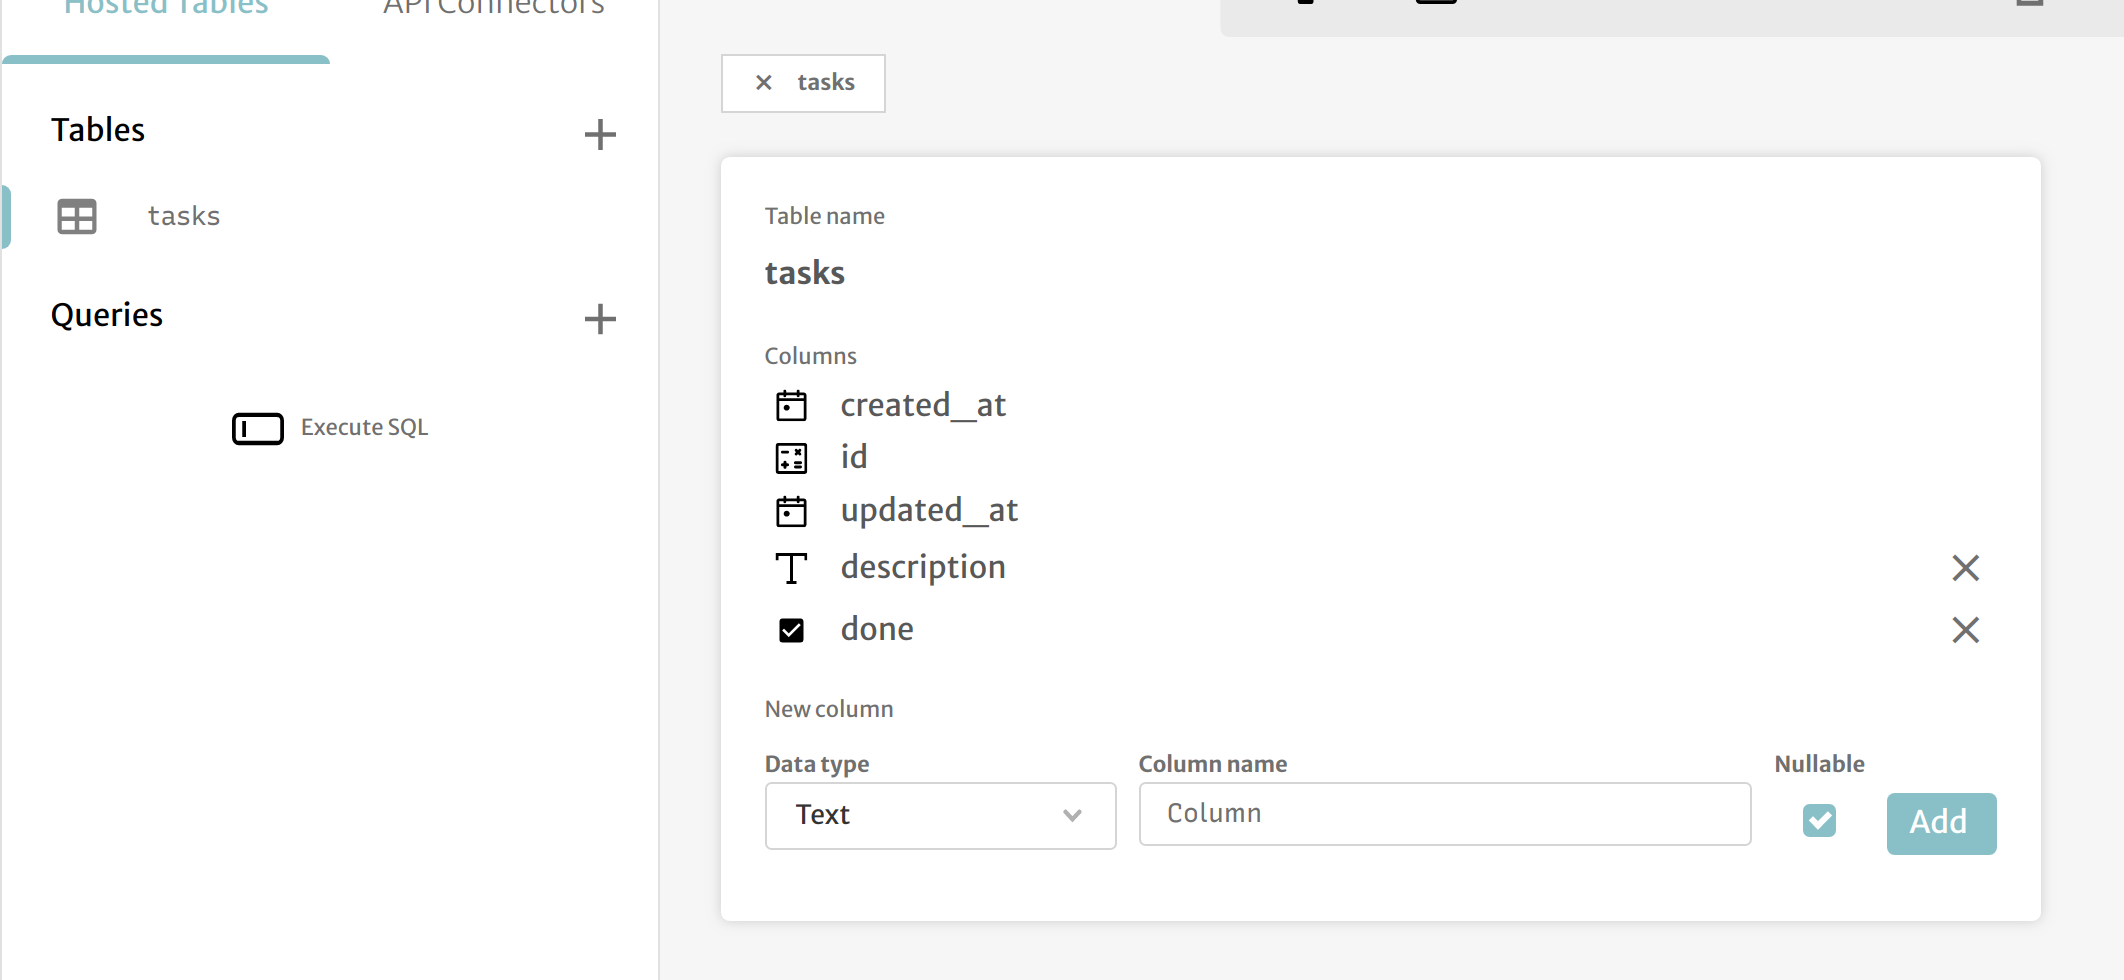 Hosted Tables
API Connectors
Tables
tasks
Queries
Execute SQL
tasks
Table name
tasks
Columns
created_at
id
updated_at
description
done
New column
Data type
Column name
Nullable
Text
Column
Add